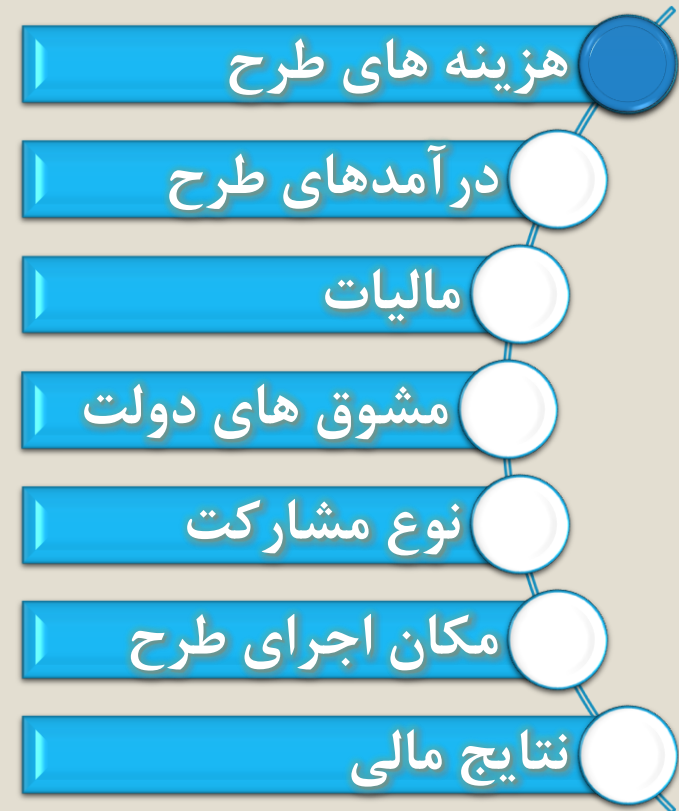 هزینه های طرح
درآمدهای طرح
مالیات
مشوق های دولت
نوع مشارکت
مکان اجرای طرح
نتایج مالی